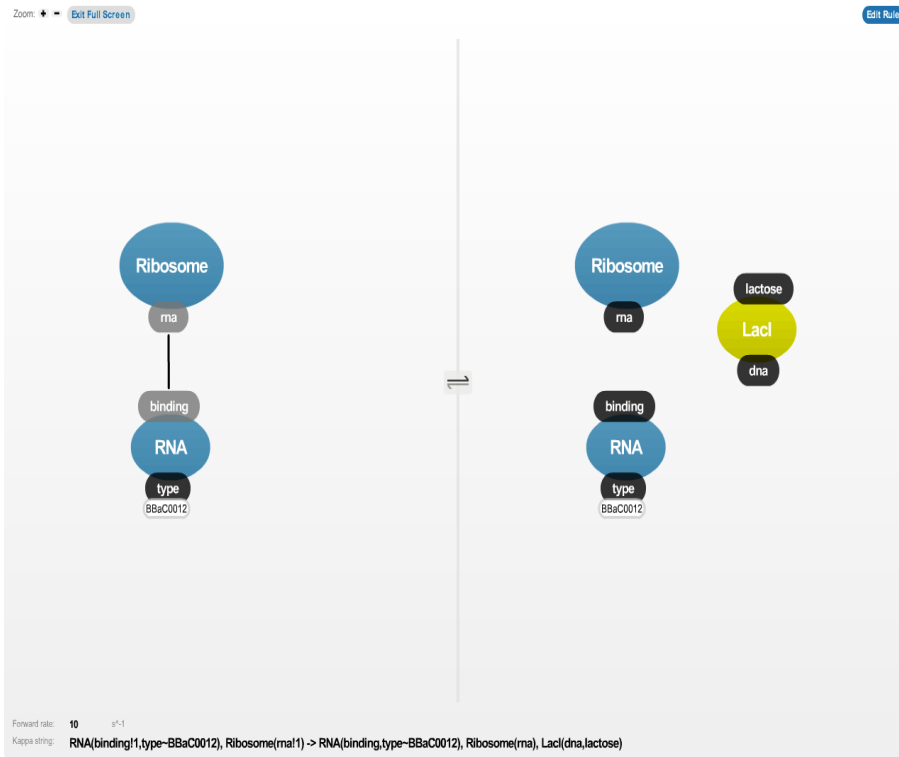 Zoom: + - Exit Full Screen Edit Rule
Ribosome
rna
binding
RNA
type
BBaC0012
Ribosome
rna
binding
RNA
type
BBaC0012
lactose
LacI
dna
Forward rate: 10 s^-1
Kappa string: RNA(binding!1,type~BBaC0012), Ribosome(rna!1) -> RNA(binding,type~BBaC0012), Ribosome(rna), LacI(dna,lactose)